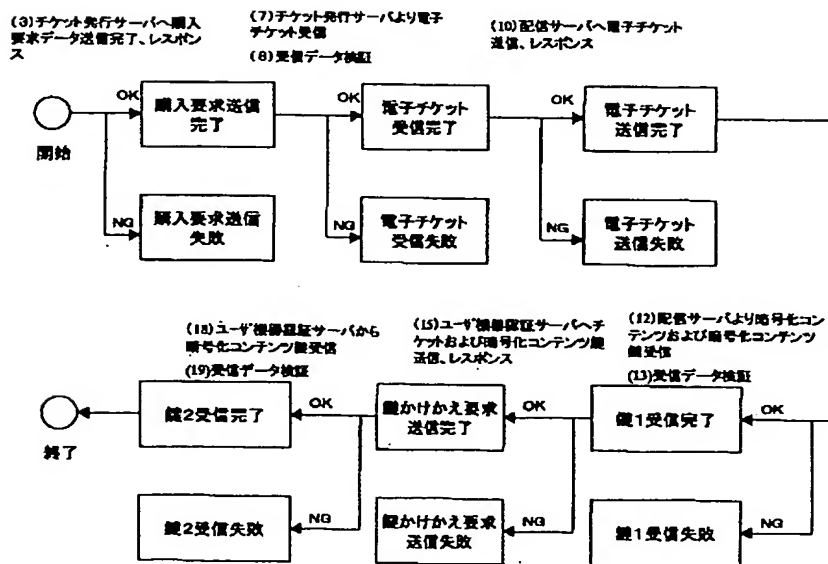 (3)チケット発行サーバへ購入
要求データ送信完了、レスポン
ス
(7)チケット発行サーバより電子
チケット受信
(8)受信データ検証
(10)配信サーバへ電子チケット
送信、レスポンス
開始
OK
購入要求送信
完了
OK
電子チケット
受信完了
OK
電子チケット
送信完了
NG
購入要求送信
失敗
NG
電子チケット
受信失敗
NG
電子チケット
送信失敗
(18)ユーザ機器認証サーバから
暗号化コンテンツ鍵受信
(19)受信データ検証
(15)ユーザ機器認証サーバへチ
ケットおよび暗号化コンテンツ鍵
送信、レスポンス
(12)配信サーバより暗号化コン
テンツおよび暗号化コンテンツ
鍵受信
(13)受信データ検証
終了
鍵2受信完了
OK
鍵かけかえ要求
送信完了
OK
鍵1受信完了
OK
鍵2受信失敗
NG
鍵かけかえ要求
送信失敗
NG
鍵1受信失敗
NG